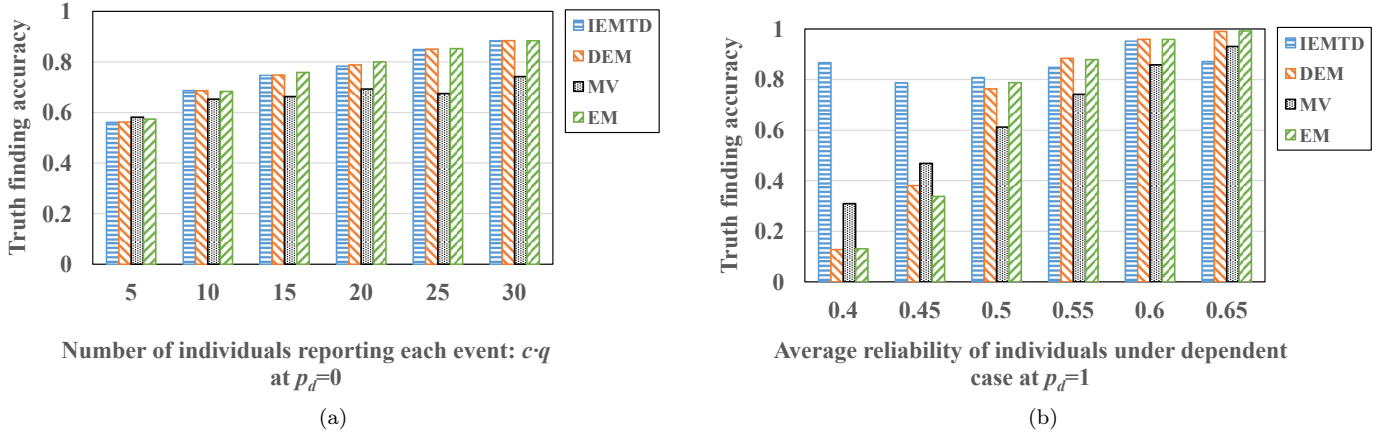 Truth finding accuracy
1
0.8
0.6
0.4
0.2
0
5 10 15 20 25 30
Number of individuals reporting each event: c·q
at p_d=0
IEMTD
DEM
MV
EM
(a)
Truth finding accuracy
1
0.8
0.6
0.4
0.2
0
0.4 0.45 0.5 0.55 0.6 0.65
Average reliability of individuals under dependent
case at p_d=1
IEMTD
DEM
MV
EM
(b)